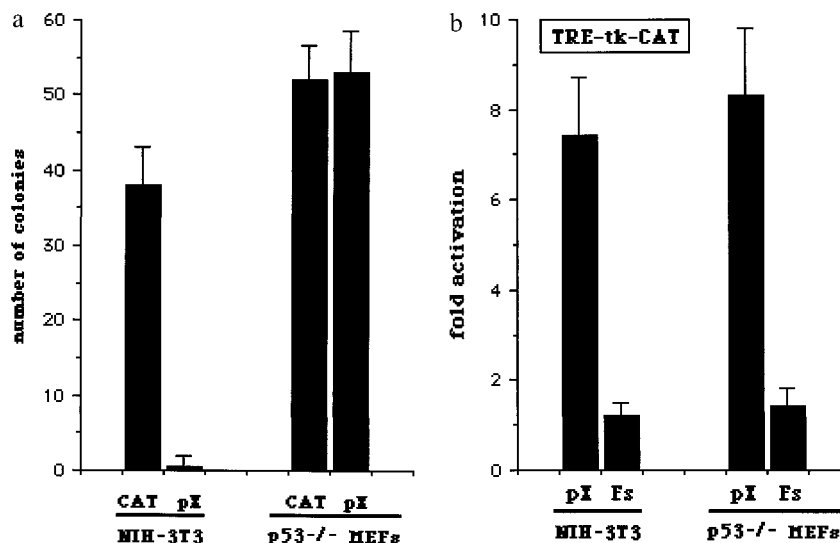 a
number of colonies
60
50
40
30
20
10
0
CAT pX CAT pX
NIH-3T3 p53-/- MEFs
b
TRE-tk-CAT
fold activation
10
8
6
4
2
0
pX Fs pX Fs
NIH-3T3 p53-/- MEFs